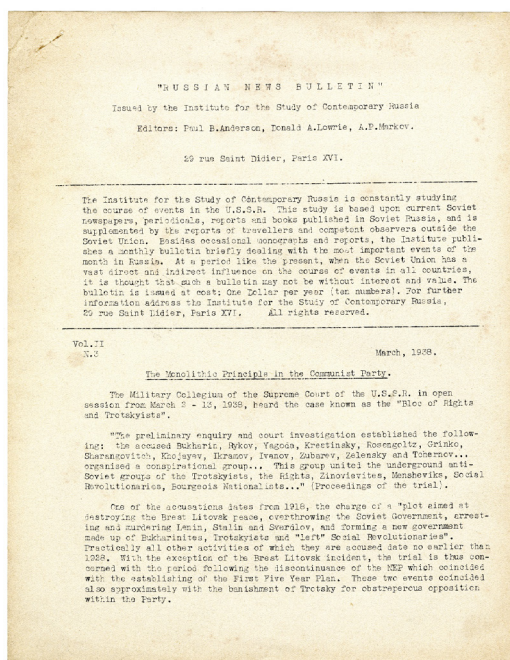 "RUSSIAN NEWS BULLETIN"
Issued by the Institute for the Study of Contemporary Russia
Editors: Paul B.Anderson, Donald A.Lowrie, A.P.Markov.
29 rue Saint Didier, Paris XVI.
The Institute for the Study of Contemporary Russia is constantly studying
the course of events in the U.S.S.R. This study is based upon current Soviet
newspapers, periodicals, reports and books published in Soviet Russia, and is
supplemented by the reports of travellers and competent observers outside the
Soviet Union. Besides occasional monographs and reports, the Institute publi-
shes a monthly bulletin briefly dealing with the most important events of the
month in Russia. At a period like the present, when the Soviet Union has a
vast direct and indirect influence on the course of events in all countries,
it is thought that such a bulletin may not be without interest and value. The
bulletin is issued at cost: One Dollar per year (ten numbers). For further
information address the Institute for the Study of Contemporary Russia,
29 rue Saint Didier, Paris XVI. All rights reserved.
Vol.II
N.3 March, 1938.
The Monolithic Principle in the Communist Party.
The Military Collegium of the Supreme Court of the U.S.S.R. in open
session from March 2 - 13, 1938, heard the case known as the "Bloc of Rights
and Trotskyists".
"The preliminary enquiry and court investigation established the follow-
ing: the accused Bukharin, Rykov, Yagoda, Krestinsky, Rosengoltz, Grinko,
Sharangovitch, Khojayev, Ikramov, Ivanov, Zubarev, Zelensky and Tchernov...
organised a conspirational group... This group united the underground anti-
Soviet groups of the Trotskyists, the Rights, Zinovievites, Mensheviks, Social
Revolutionaries, Bourgeois Nationalists..." (Proceedings of the trial).
One of the accusations dates from 1918, the charge of a "plot aimed at
destroying the Brest Litovsk peace, overthrowing the Soviet Government, arrest-
ing and murdering Lenin, Stalin and Sverdlov, and forming a new government
made up of Bukharinites, Trotskyists and "left" Social Revolutionaries".
Practically all other activities of which they are accused date no earlier than
1928. With the exception of the Brest Litovsk incident, the trial is thus con-
cerned with the period following the discontinuance of the NEP which coincided
with the establishing of the First Five Year Plan. These two events coincided
also approximately with the banishment of Trotsky for obstreperous opposition
within the Party.